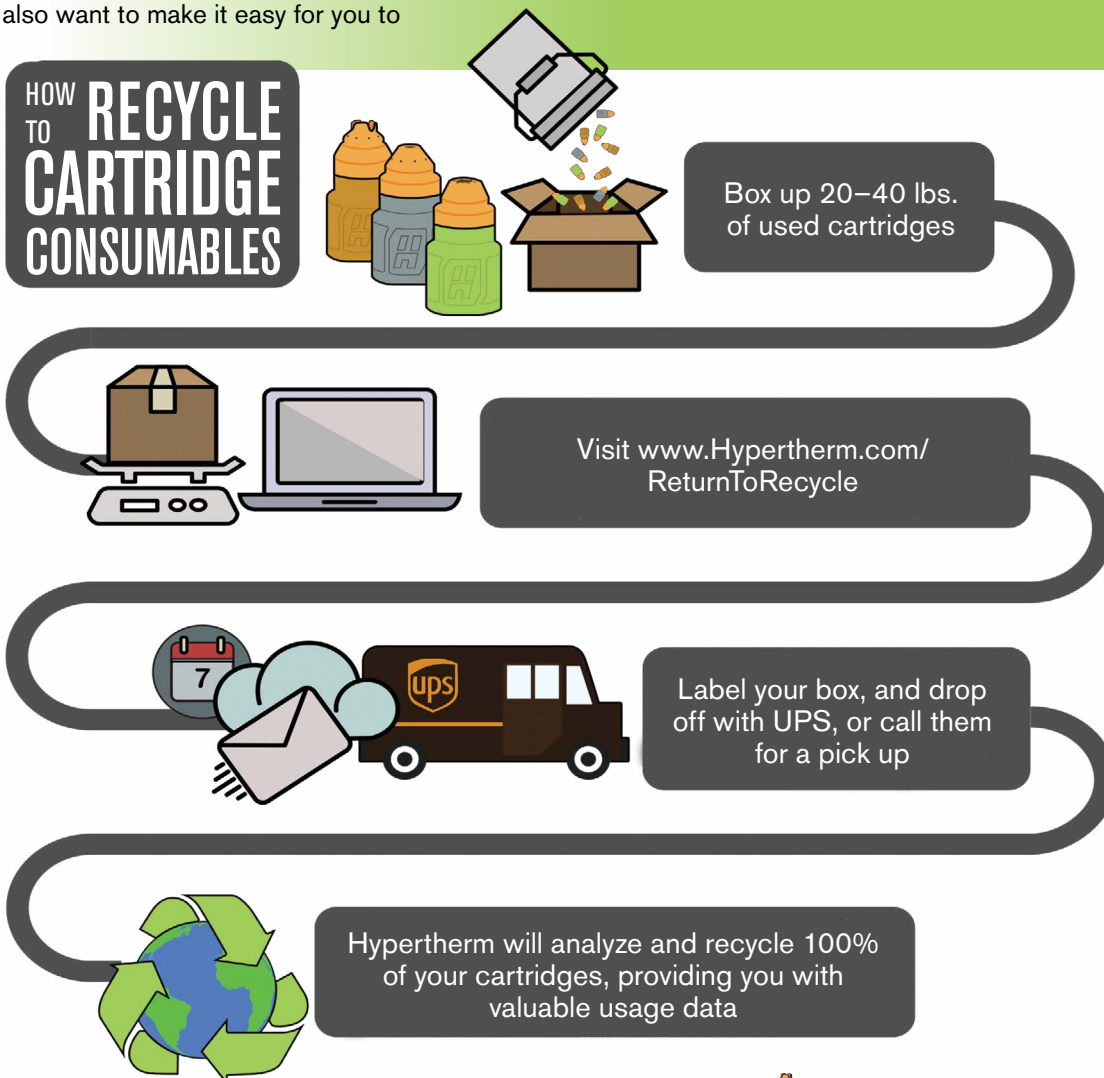 also want to make it easy for you to
HOW
TO
RECYCLE
CARTRIDGE
CONSUMABLES
Box up 20–40 lbs.
of used cartridges
Visit www.Hypertherm.com/
ReturnToRecycle
7
ups
Label your box, and drop
off with UPS, or call them
for a pick up
Hypertherm will analyze and recycle 100%
of your cartridges, providing you with
valuable usage data